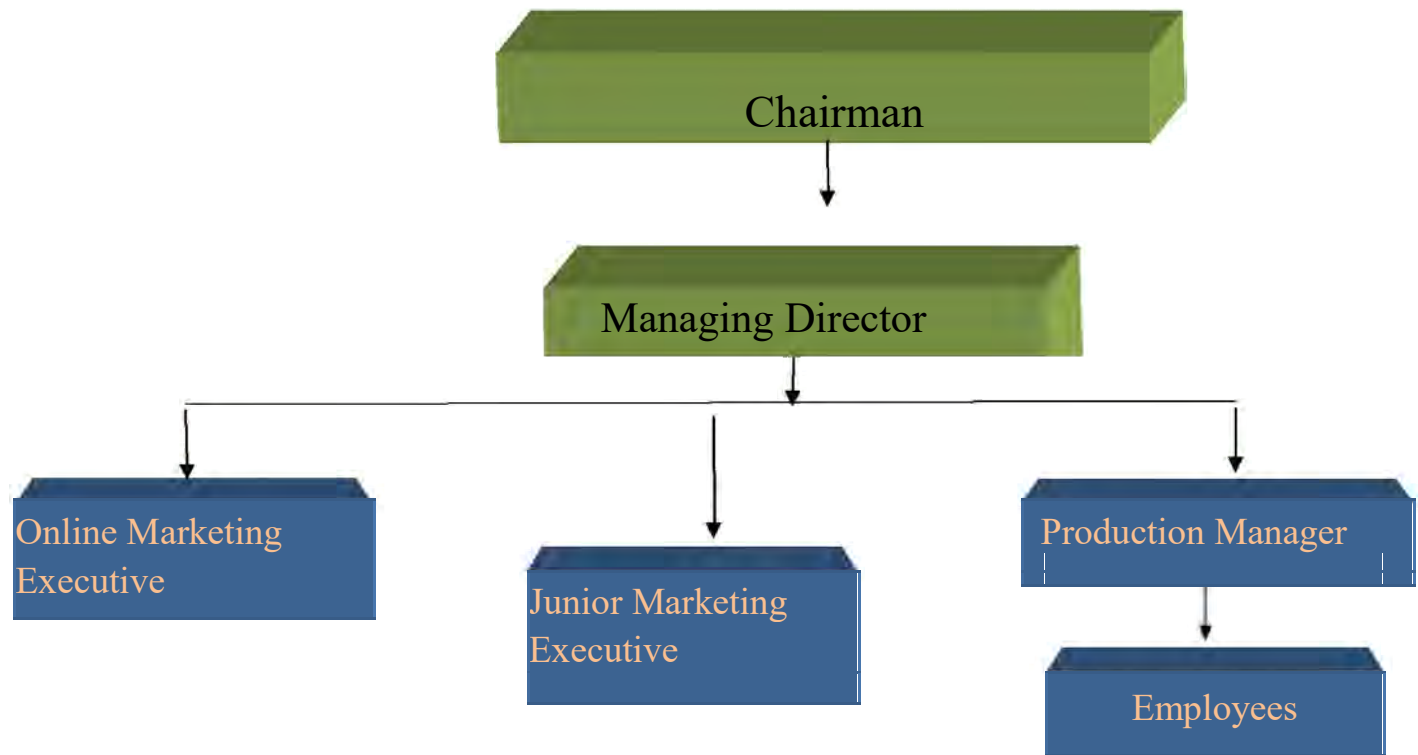 Chairman
Managing Director
Online Marketing
Executive
Junior Marketing
Executive
Production Manager
Employees